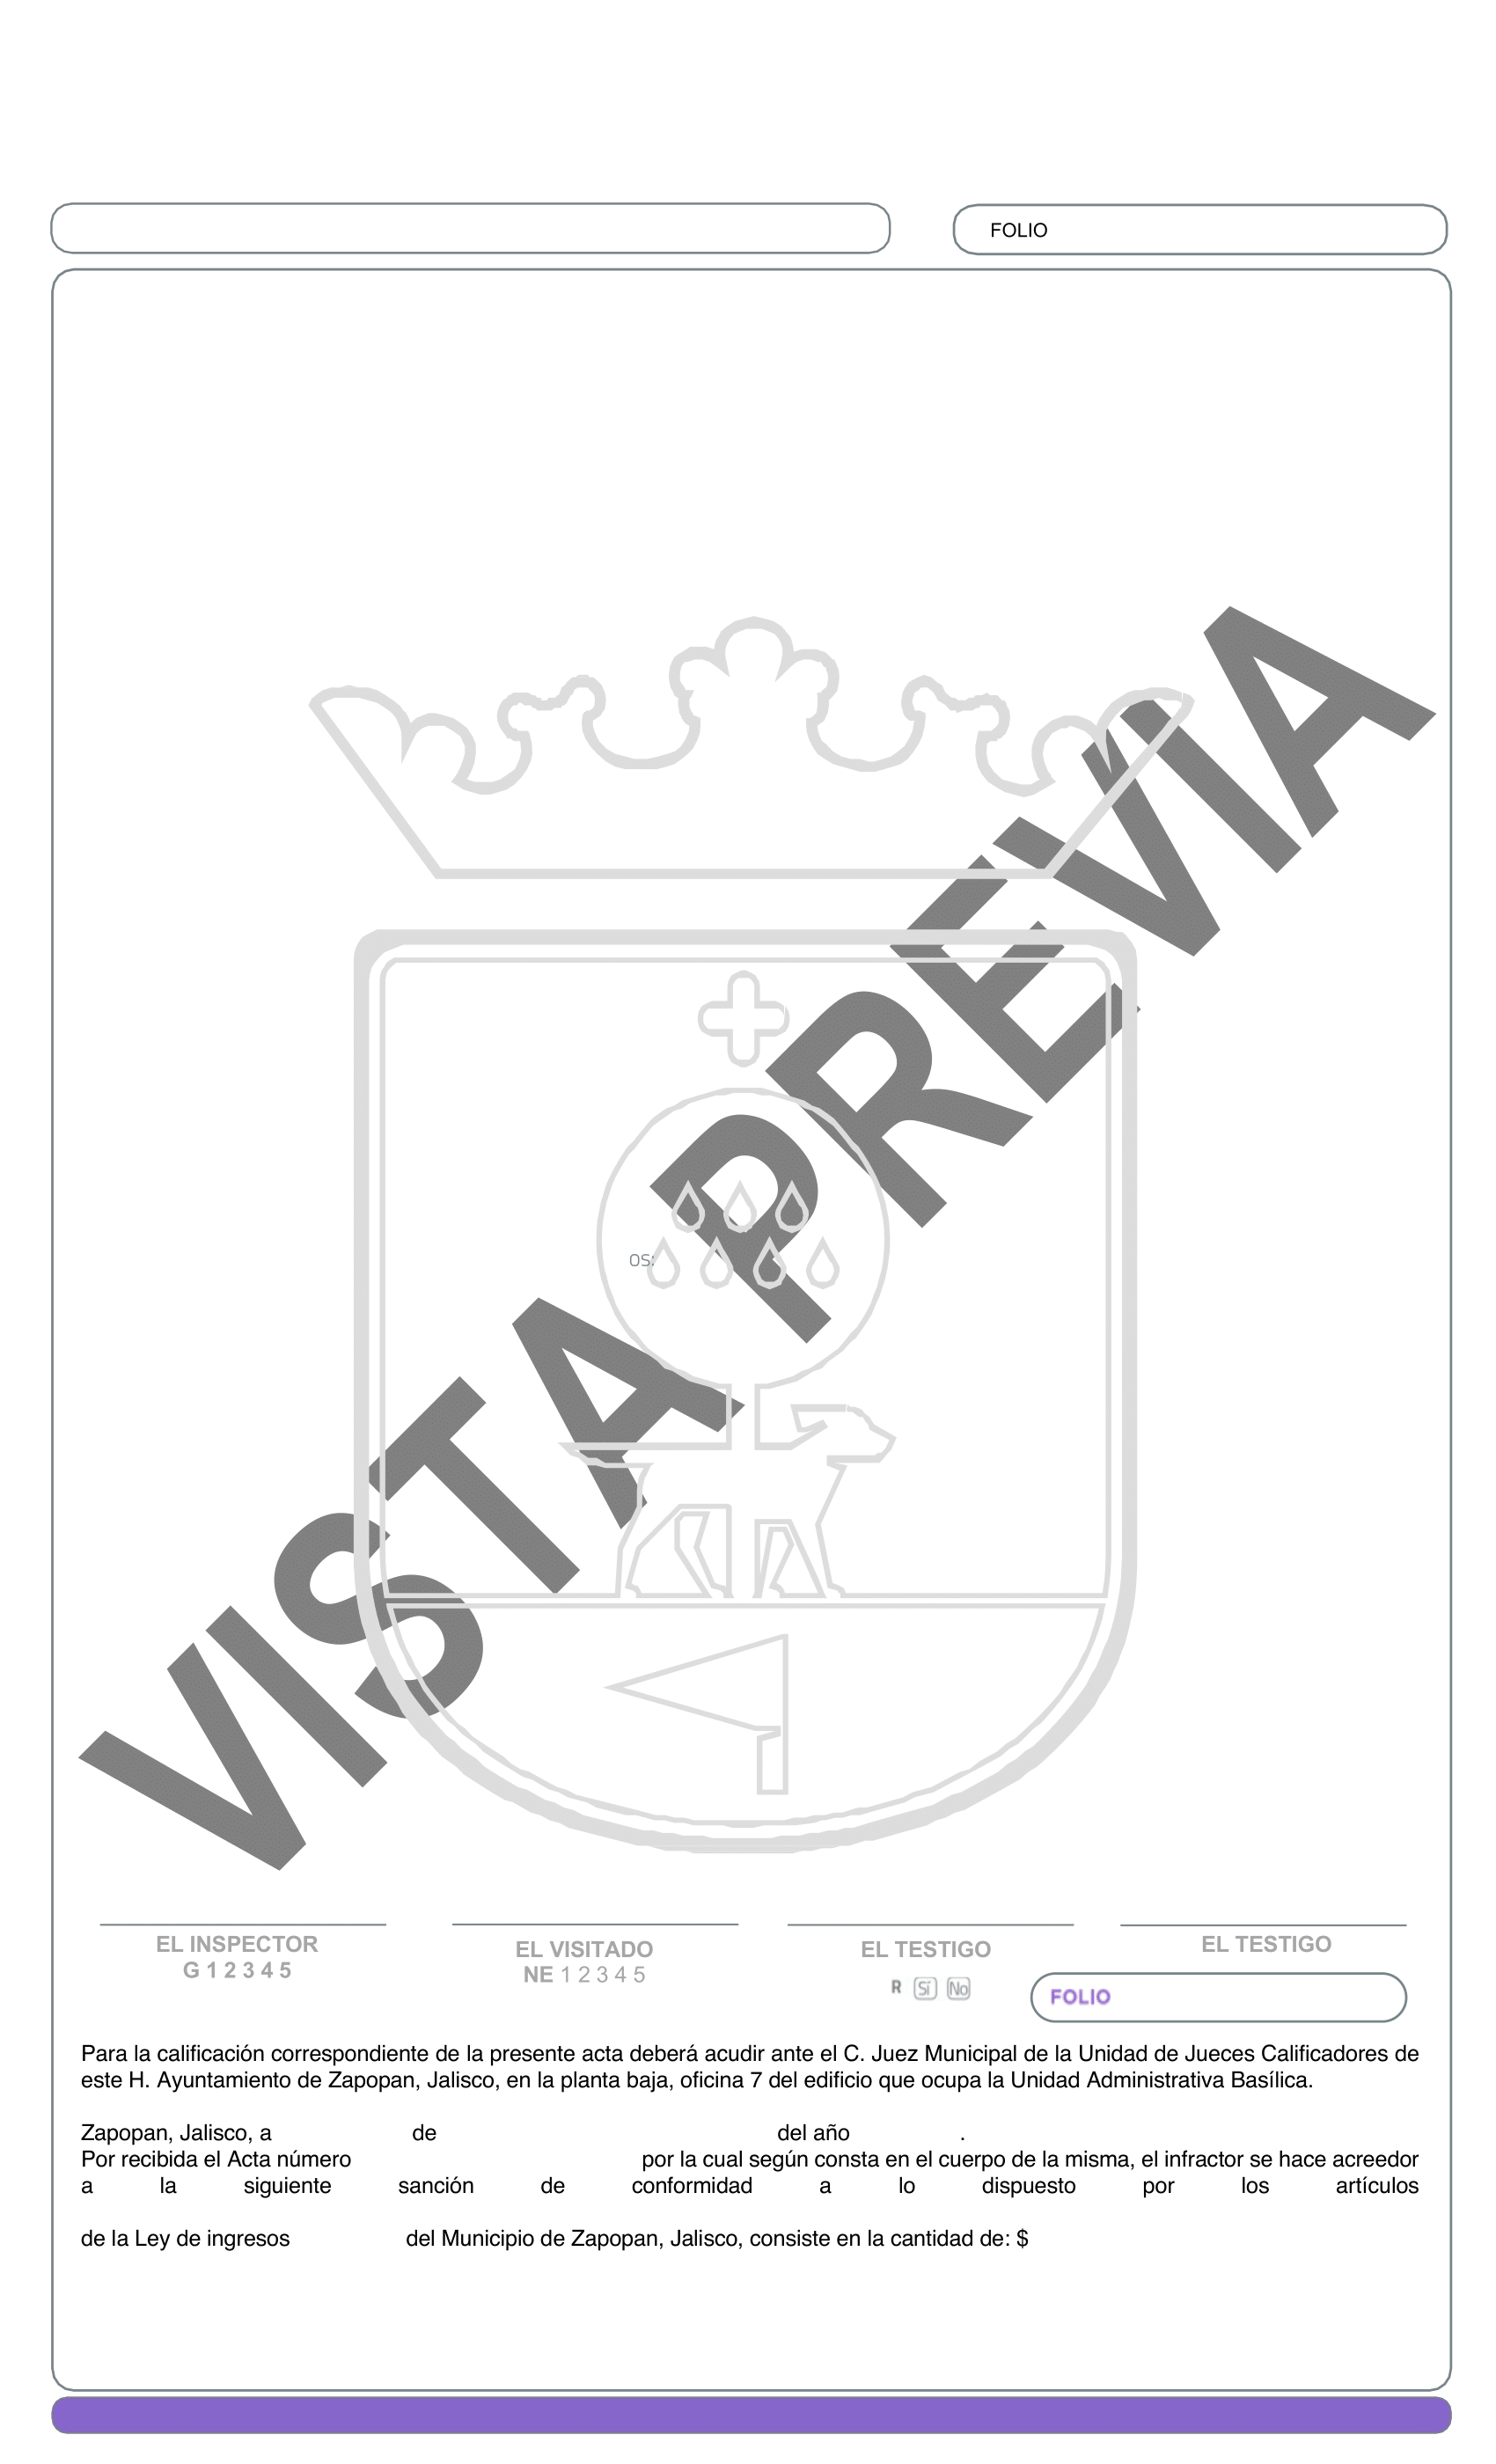 FOLIO
VISTA PREVIA
os:
EL INSPECTOR
G 1 2 3 4 5
EL VISITADO
NE 1 2 3 4 5
EL TESTIGO
R Sí No
EL TESTIGO
FOLIO
Para la calificación correspondiente de la presente acta deberá acudir ante el C. Juez Municipal de la Unidad de Jueces Calificadores de
este H. Ayuntamiento de Zapopan, Jalisco, en la planta baja, oficina 7 del edificio que ocupa la Unidad Administrativa Basílica.
Zapopan, Jalisco, a de del año .
Por recibida el Acta número por la cual según consta en el cuerpo de la misma, el infractor se hace acreedor
a la siguiente sanción de conformidad a lo dispuesto por los artículos
de la Ley de ingresos del Municipio de Zapopan, Jalisco, consiste en la cantidad de: $